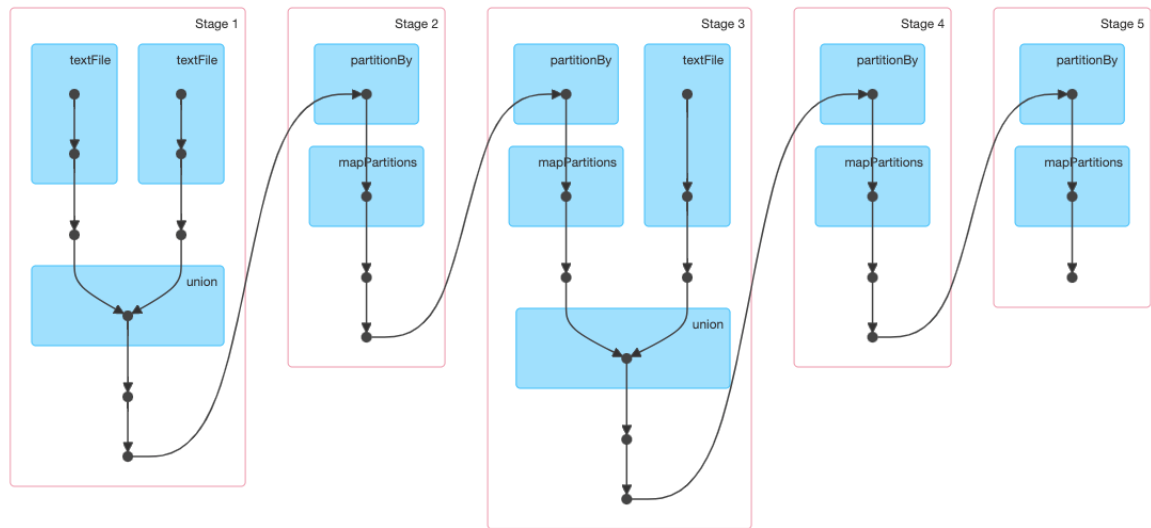 Stage 1
textFile
textFile
union
Stage 2
partitionBy
mapPartitions
Stage 3
partitionBy
textFile
mapPartitions
union
Stage 4
partitionBy
mapPartitions
Stage 5
partitionBy
mapPartitions